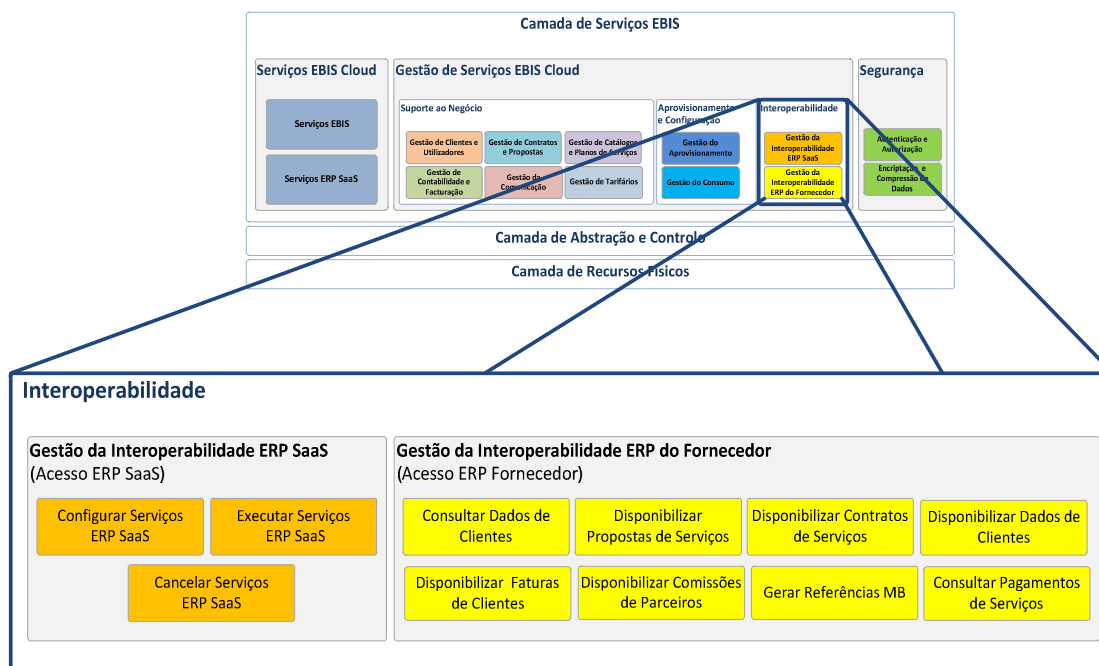 Camada de Serviços EBIS
Serviços EBIS Cloud
Serviços EBIS
Serviços ERP SaaS
Gestão de Serviços EBIS Cloud
Suporte ao Negócio
Gestão de Clientes e
Utilizadores
Gestão de Contratos
e Propostas
Gestão de Catálogos
e Planos de Serviços
Gestão de
Contabilidade e
Facturação
Gestão da
Comunicação
Gestão de Tarifários
Aprovisionamento
e Configuração
Gestão do
Aprovisionamento
Gestão do Consumo
Interoperabilidade
Gestão da
Interoperabilidade
ERP SaaS
Gestão da
Interoperabilidade
ERP do Fornecedor
Segurança
Autenticação e
Autorização
Encriptação e
Compressão de
Dados
Camada de Abstração e Controlo
Camada de Recursos Físicos
Interoperabilidade
Gestão da Interoperabilidade ERP SaaS
(Acesso ERP SaaS)
Configurar Serviços
ERP SaaS
Executar Serviços
ERP SaaS
Cancelar Serviços
ERP SaaS
Gestão da Interoperabilidade ERP do Fornecedor
(Acesso ERP Fornecedor)
Consultar Dados de
Clientes
Disponibilizar
Propostas de Serviços
Disponibilizar Contratos
de Serviços
Disponibilizar Dados de
Clientes
Disponibilizar Faturas
de Clientes
Disponibilizar Comissões
de Parceiros
Gerar Referências MB
Consultar Pagamentos
de Serviços